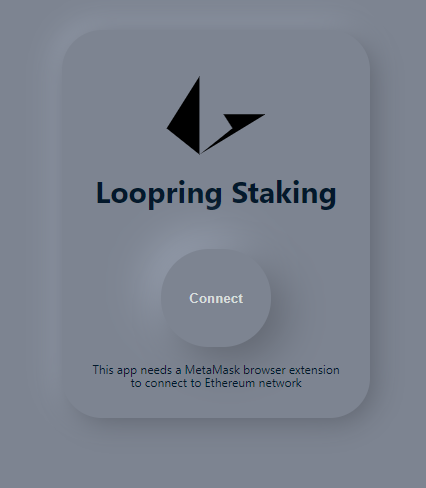 Loopring Staking
Connect
This app needs a MetaMask browser extension
to connect to Ethereum network